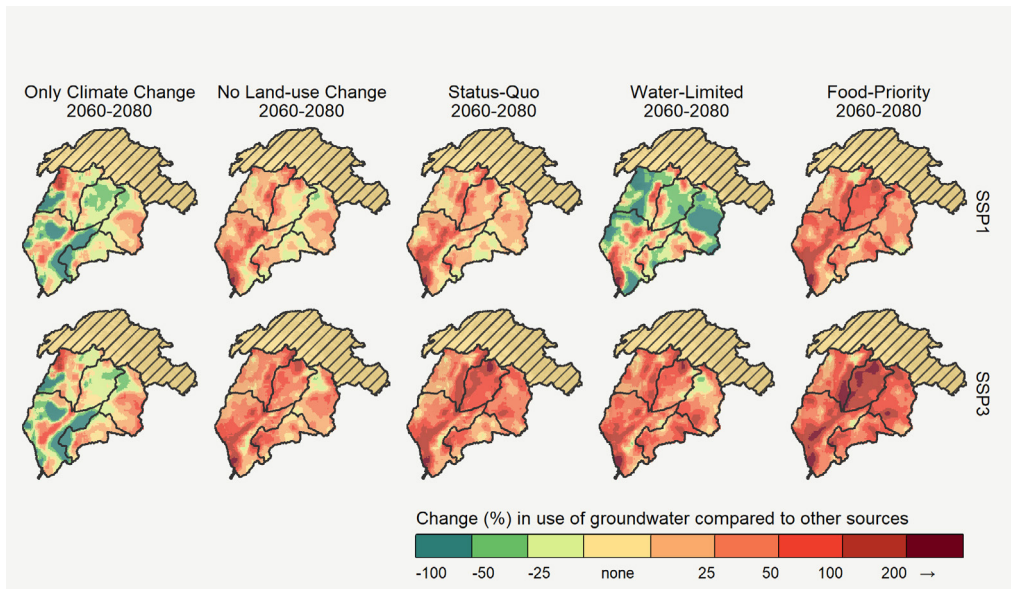 Only Climate Change
2060-2080
No Land-use Change
2060-2080
Status-Quo
2060-2080
Water-Limited
2060-2080
Food-Priority
2060-2080
SSP1
SSP3
Change (%) in use of groundwater compared to other sources
-100 -50 -25 none 25 50 100 200 →